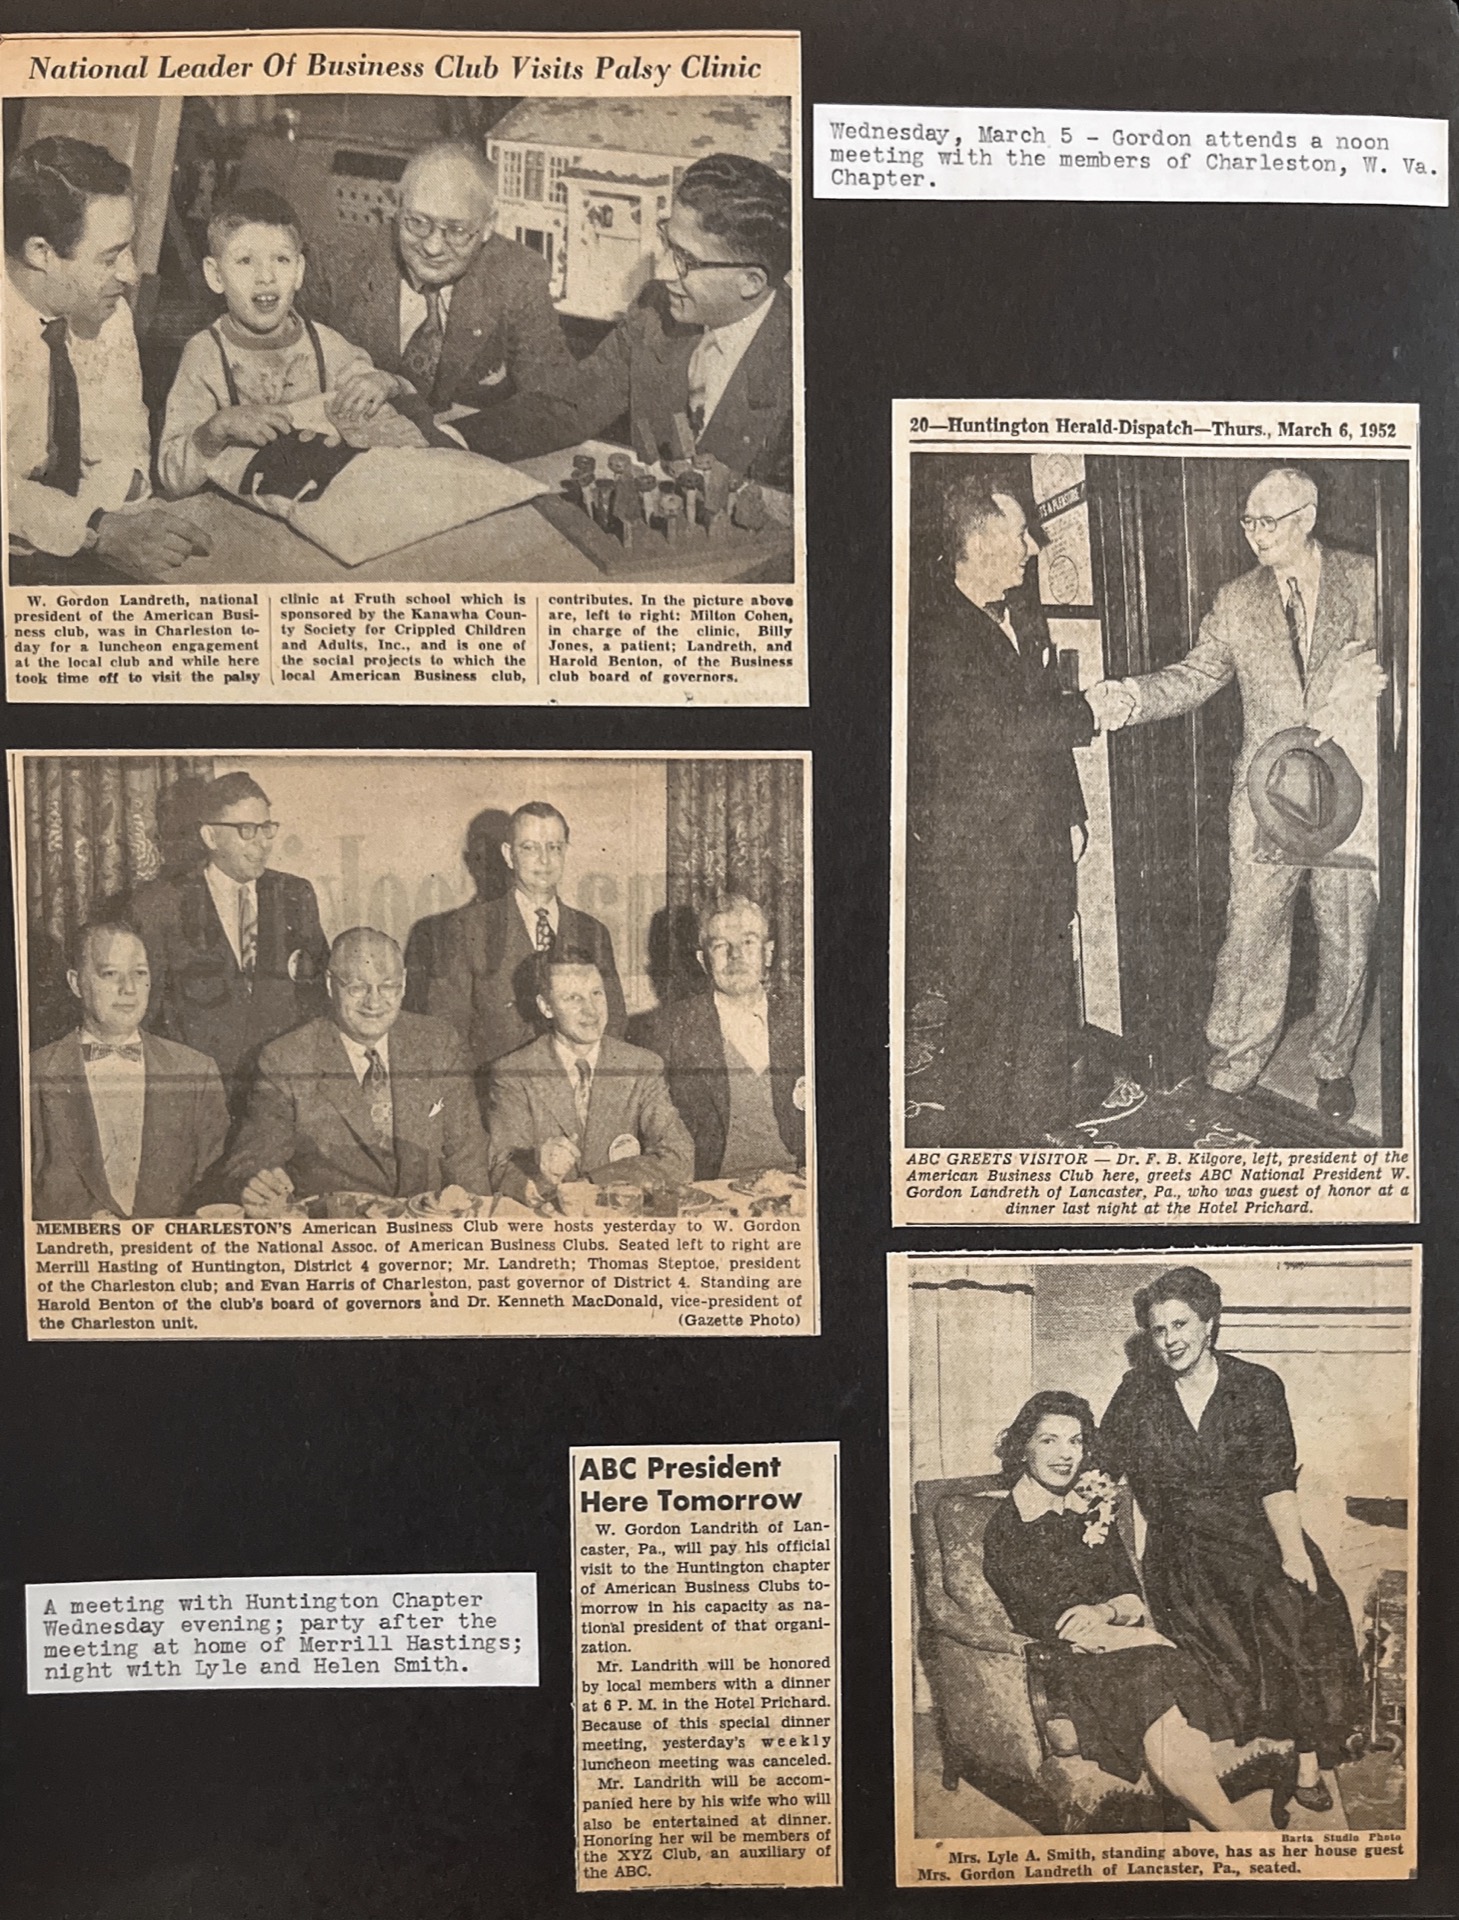 National Leader Of Business Club Visits Palsy Clinic
W. Gordon Landreth, national
president of the American Busi-
ness club, was in Charleston to-
day for a luncheon engagement
at the local club and while here
took time off to visit the palsy
clinic at Fruth school which is
sponsored by the Kanawha Coun-
ty Society for Crippled Children
and Adults, Inc., and is one of
the social projects to which the
local American Business club,
contributes. In the picture above
are, left to right: Milton Cohen,
in charge of the clinic, Billy
Jones, a patient; Landreth, and
Harold Benton, of the Business
club board of governors.
Wednesday, March 5 - Gordon attends a noon
meeting with the members of Charleston, W. Va.
Chapter.
20—Huntington Herald-Dispatch—Thurs., March 6, 1952
A PLEASURE
ABC GREETS VISITOR — Dr. F. B. Kilgore, left, president of the
American Business Club here, greets ABC National President W.
Gordon Landreth of Lancaster, Pa., who was guest of honor at a
dinner last night at the Hotel Prichard.
MEMBERS OF CHARLESTON'S American Business Club were hosts yesterday to W. Gordon
Landreth, president of the National Assoc. of American Business Clubs. Seated left to right are
Merrill Hasting of Huntington, District 4 governor; Mr. Landreth; Thomas Steptoe, president
of the Charleston club; and Evan Harris of Charleston, past governor of District 4. Standing are
Harold Benton of the club's board of governors and Dr. Kenneth MacDonald, vice-president of
the Charleston unit. (Gazette Photo)
A meeting with Huntington Chapter
Wednesday evening; party after the
meeting at home of Merrill Hastings;
night with Lyle and Helen Smith.
ABC President
Here Tomorrow
W. Gordon Landrith of Lan-
caster, Pa., will pay his official
visit to the Huntington chapter
of American Business Clubs to-
morrow in his capacity as na-
tional president of that organi-
zation.
Mr. Landrith will be honored
by local members with a dinner
at 6 P. M. in the Hotel Prichard.
Because of this special dinner
meeting, yesterday's weekly
luncheon meeting was canceled.
Mr. Landrith will be accom-
panied here by his wife who will
also be entertained at dinner.
Honoring her wil be members of
the XYZ Club, an auxiliary of
the ABC.
Barta Studio Photo
Mrs. Lyle A. Smith, standing above, has as her house guest
Mrs. Gordon Landreth of Lancaster, Pa., seated.